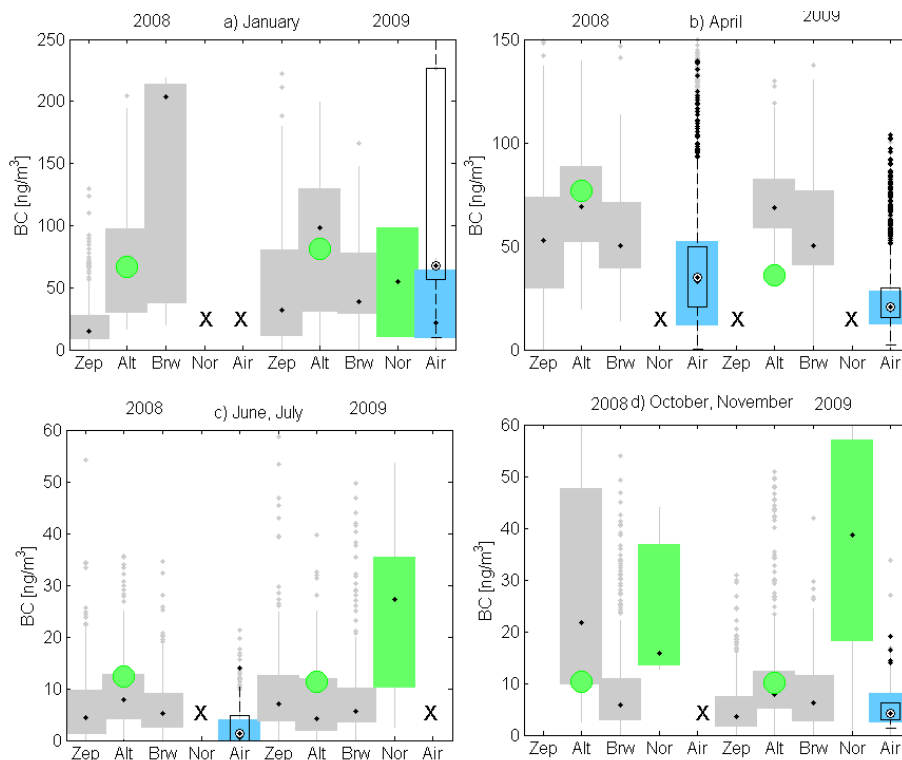 2008 a) January 2009
BC [ng/m³]
250
200
150
100
50
0
X X
Zep Alt Brw Nor Air Zep Alt Brw Nor Air
2008 b) April 2009
BC [ng/m³]
150
100
50
0
X X X
Zep Alt Brw Nor Air Zep Alt Brw Nor Air
2008 c) June, July 2009
BC [ng/m³]
60
50
40
30
20
10
0
X X
Zep Alt Brw Nor Air Zep Alt Brw Nor Air
2008 d) October, November 2009
BC [ng/m³]
60
50
40
30
20
10
0
X
Zep Alt Brw Nor Air Zep Alt Brw Nor Air